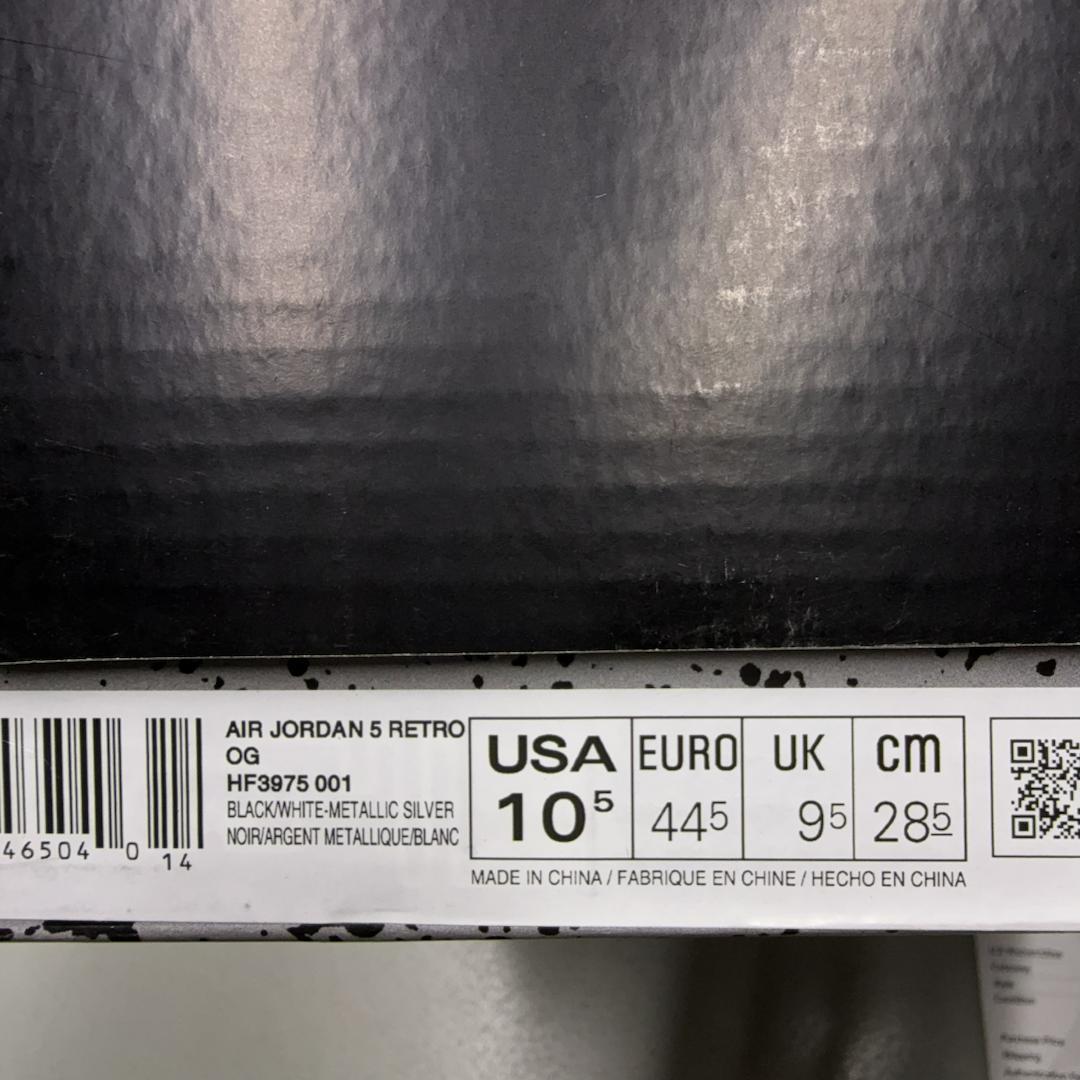 46504 0 14
AIR JORDAN 5 RETRO
OG
HF3975 001
BLACK/WHITE-METALLIC SILVER
NOIR/ARGENT METALLIQUE/BLANC
USA EURO UK cm
10⁵ 44⁵ 9⁵ 28⁵
MADE IN CHINA / FABRIQUE EN CHINE / HECHO EN CHINA